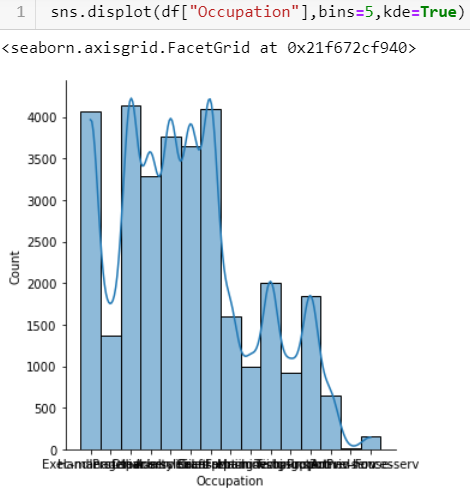 1 sns.displot(df["Occupation"],bins=5,kde=True)
<seaborn.axisgrid.FacetGrid at 0x21f672cf940>
4000
3500
3000
2500
2000
1500
1000
500
0
Count
Occupation